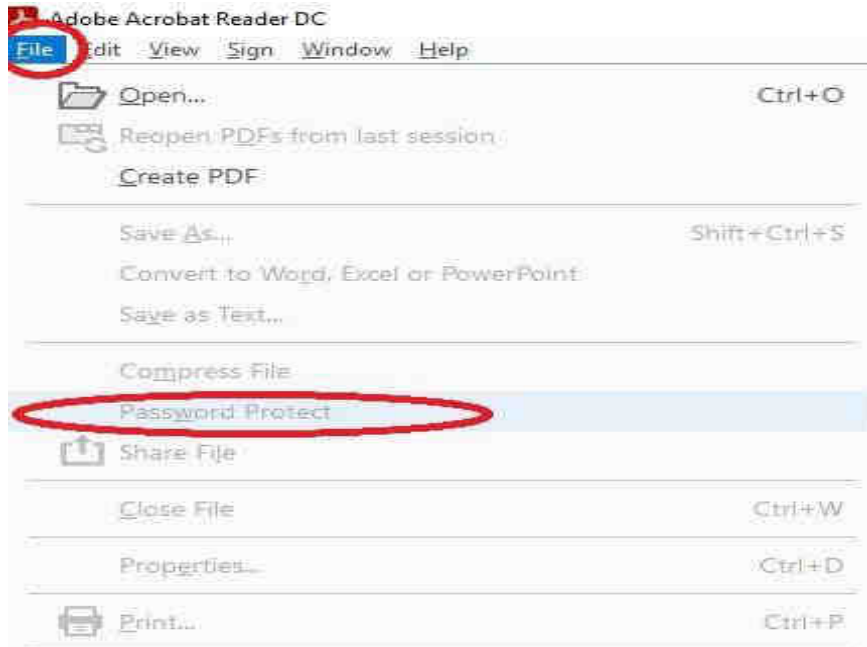 Adobe Acrobat Reader DC
File Edit View Sign Window Help
Open... Ctrl+O
Reopen PDFs from last session
Create PDF
Save As... Shift+Ctrl+S
Convert to Word, Excel or PowerPoint
Save as Text...
Compress File
Password Protect
Share File
Close File Ctrl+W
Properties... Ctrl+D
Print... Ctrl+P